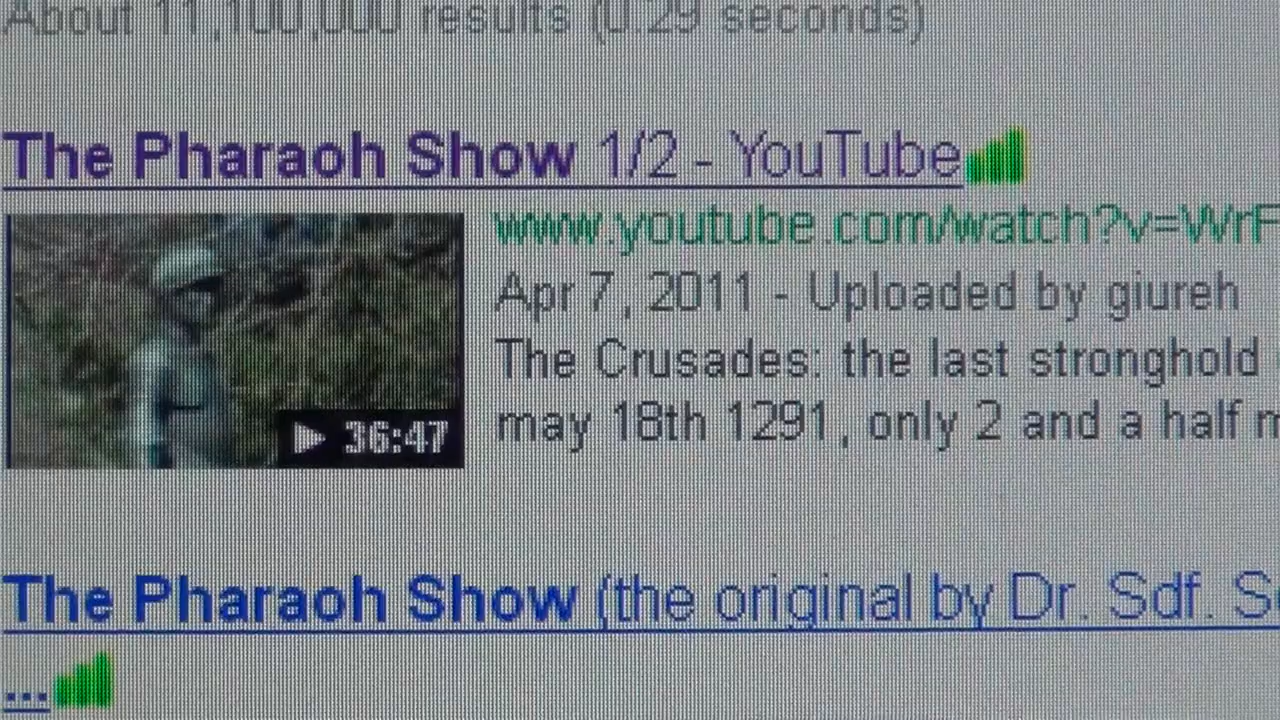 About 11,100,000 results (0.29 seconds)
The Pharaoh Show 1/2 - YouTube
www.youtube.com/watch?v=WrF
Apr 7, 2011 - Uploaded by giureh
The Crusades: the last stronghold
may 18th 1291, only 2 and a half
36:47
The Pharaoh Show (the original by Dr. Sdf.
...